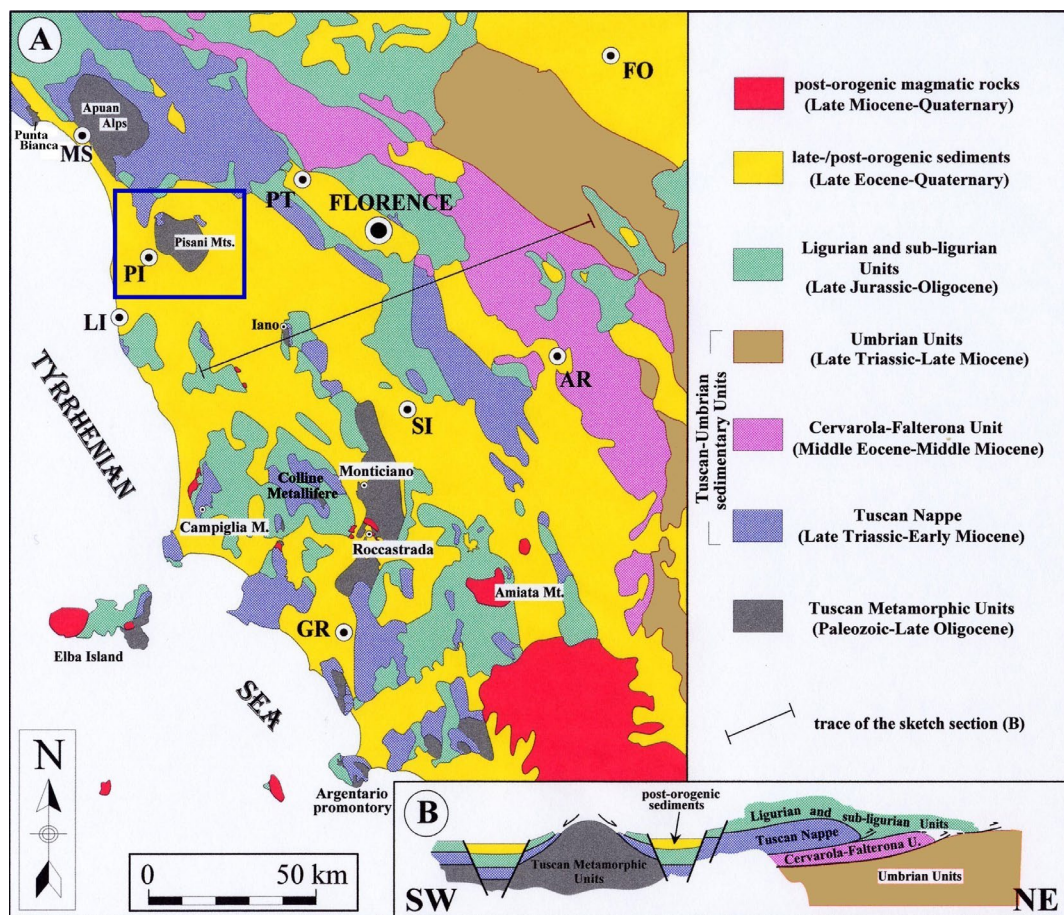 A
FO
Apuan
Alps
Punta
Bianca
MS
PT
FLORENCE
Pisani Mts.
PI
LI
Iano
AR
SI
TYRRHENIAN
SEA
Monticiano
Colline
Metallifere
Campiglia M.
Roccastrada
Amiata Mt.
GR
Elba Island
Argentario
promontory
N
0 50 km
post-orogenic magmatic rocks
(Late Miocene-Quaternary)
late-/post-orogenic sediments
(Late Eocene-Quaternary)
Ligurian and sub-ligurian
Units
(Late Jurassic-Oligocene)
Tuscan-Umbrian
sedimentary Units
Umbrian Units
(Late Triassic-Late Miocene)
Cervarola-Falterona Unit
(Middle Eocene-Middle Miocene)
Tuscan Nappe
(Late Triassic-Early Miocene)
Tuscan Metamorphic Units
(Paleozoic-Late Oligocene)
trace of the sketch section (B)
B
post-orogenic
sediments
Ligurian and sub-ligurian Units
Tuscan Nappe
Cervarola-Falterona U.
Tuscan Metamorphic
Units
Umbrian Units
SW
NE